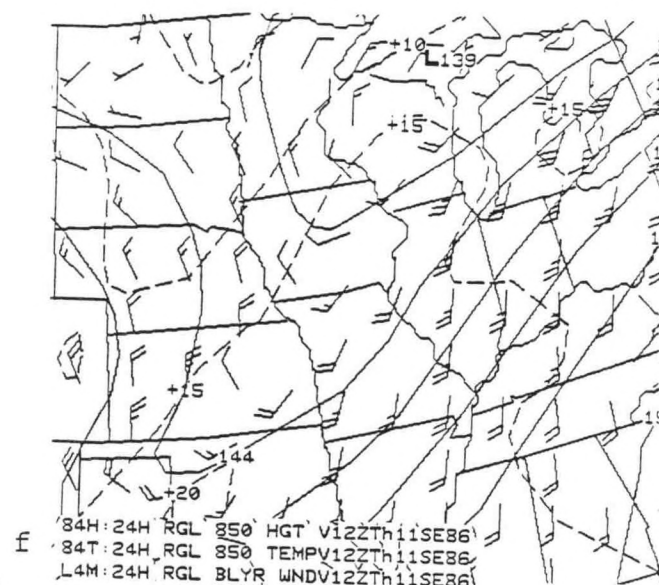 +10
L139
+15
+15
+15
144
+20
f
84H:24H RGL 850 HGT V12ZTh11SE86
84T:24H RGL 850 TEMPV12ZTh11SE86
L4M:24H RGL BLYR WNDV12ZTh11SE86